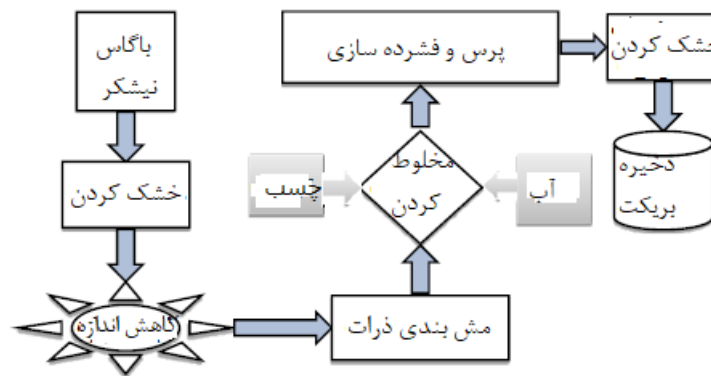 باگاس
نیشکر
خشک کردن
کاهش اندازه
مش بندی ذرات
مخلوط
کردن
چسب
آب
پرس و فشرده سازی
خشک کردن
ذخیره
بریکت